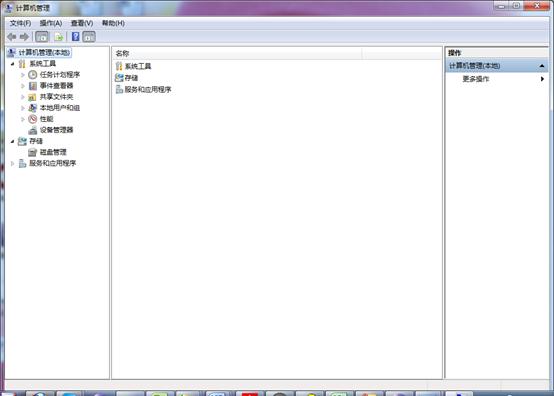 计算机管理
文件(F) 操作(A) 查看(V) 帮助(H)
计算机管理(本地)
系统工具
任务计划程序
事件查看器
共享文件夹
本地用户和组
性能
设备管理器
存储
磁盘管理
服务和应用程序
名称
系统工具
存储
服务和应用程序
操作
计算机管理(本地)
更多操作